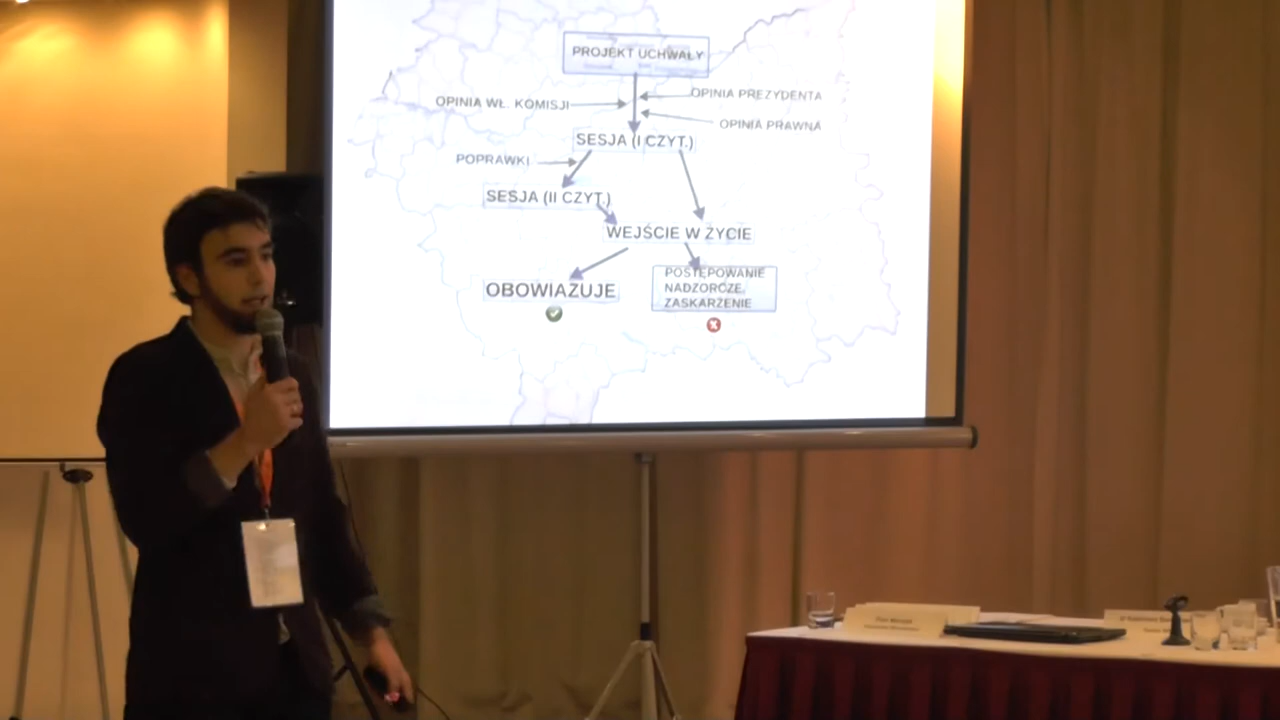 PROJEKT UCHWAŁY
OPINIA WŁ. KOMISJI
OPINIA PREZYDENTA
OPINIA PRAWNA
SESJA (I CZYT.)
POPRAWKI
SESJA (II CZYT.)
WEJŚCIE W ŻYCIE
OBOWIAZUJE
POSTĘPOWANIE
NADZORCZE,
ZASKARŻENIE